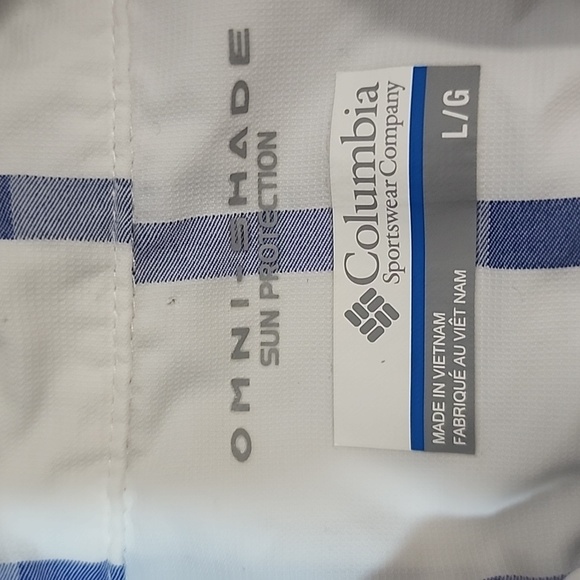 OMNI-SHADE
SUN PROTECTION
Columbia
Sportswear Company
L/G
MADE IN VIETNAM
FABRIQUÉ AU VIÊT NAM